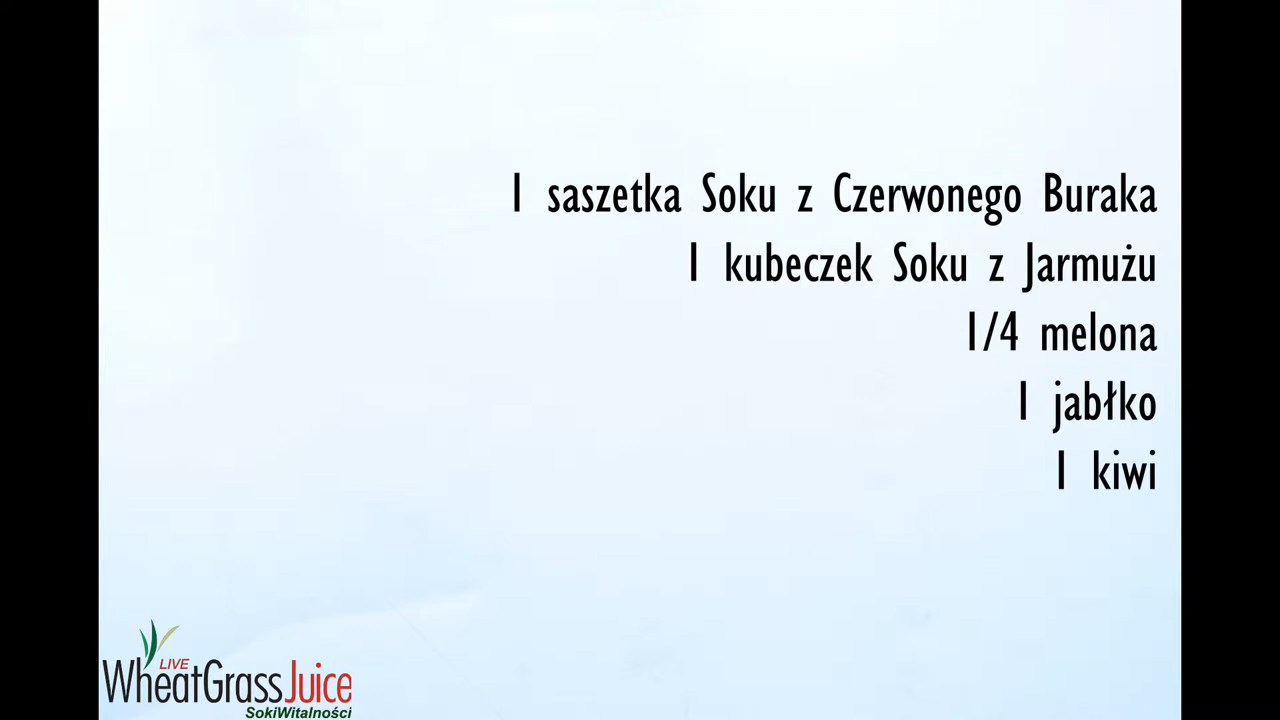 1 saszetka Soku z Czerwonego Buraka
1 kubeczek Soku z Jarmużu
1/4 melona
1 jabłko
1 kiwi
LIVE
WheatGrassJuice
SokiWitalności